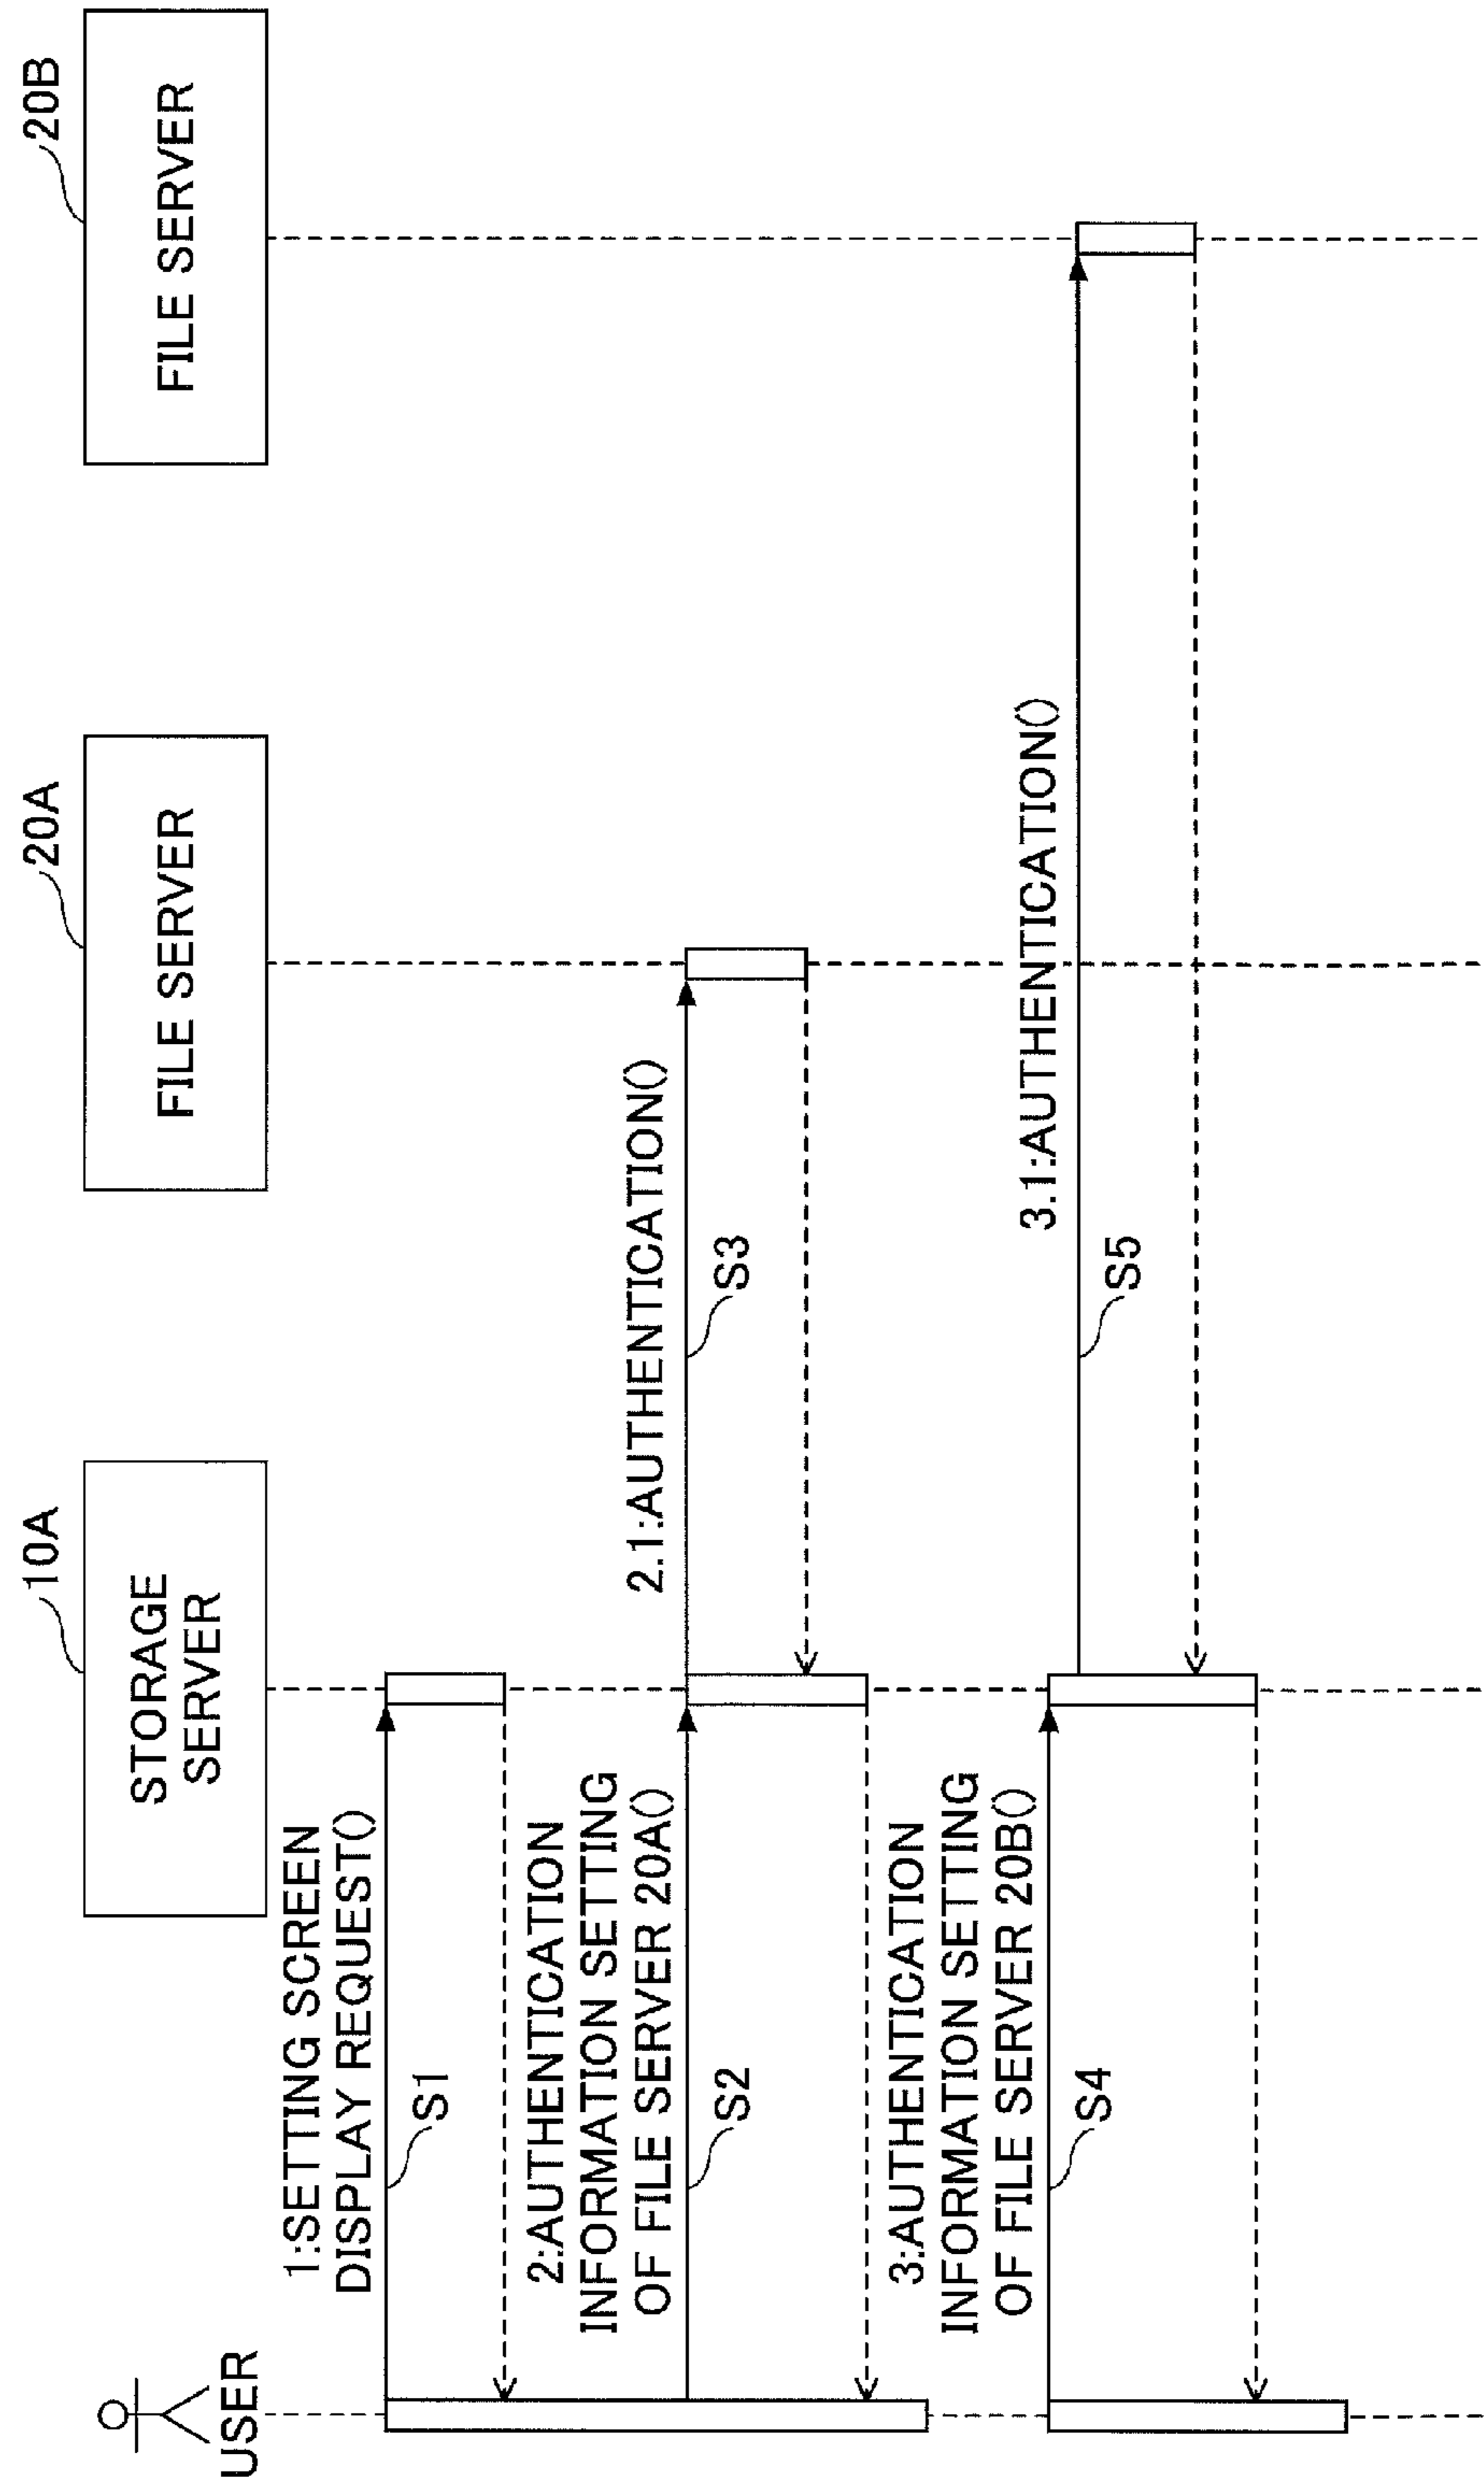 USER
10A
STORAGE
SERVER
20A
FILE SERVER
20B
FILE SERVER
1:SETTING SCREEN
DISPLAY REQUEST()
S1
2:AUTHENTICATION
INFORMATION SETTING
OF FILE SERVER 20A()
S2
2.1:AUTHENTICATION()
S3
3:AUTHENTICATION
INFORMATION SETTING
OF FILE SERVER 20B()
S4
3.1:AUTHENTICATION()
S5